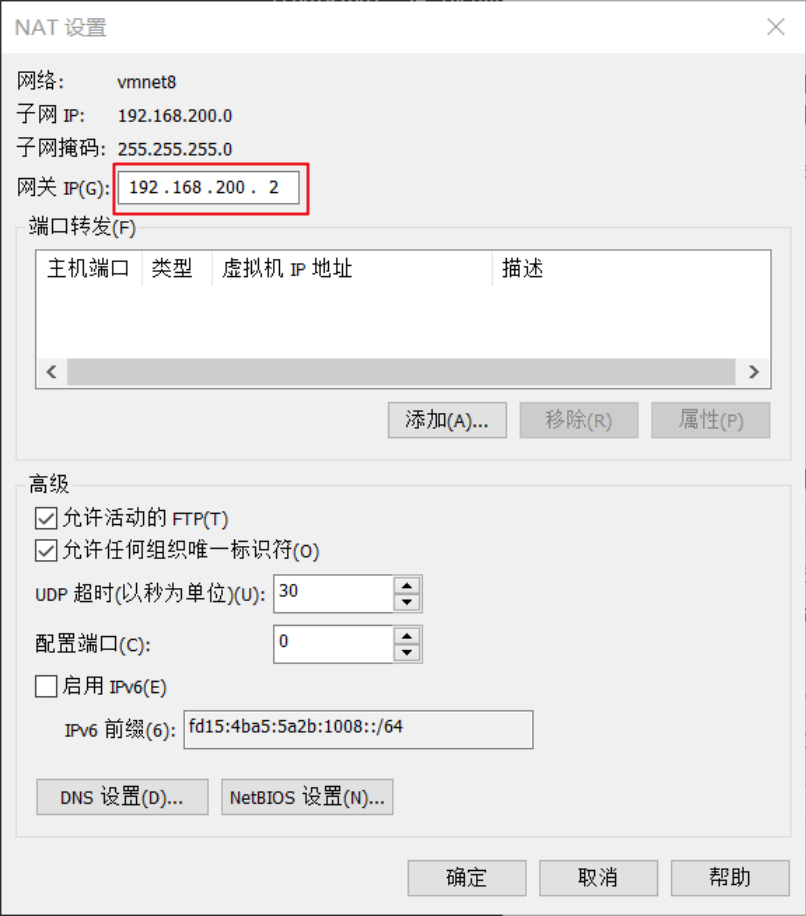 NAT 设置
网络: vmnet8
子网 IP: 192.168.200.0
子网掩码: 255.255.255.0
网关 IP(G): 192 . 168 . 200 . 2
端口转发(F)
主机端口 类型 虚拟机 IP 地址 描述
添加(A)... 移除(R) 属性(P)
高级
允许活动的 FTP(T)
允许任何组织唯一标识符(O)
UDP 超时(以秒为单位)(U): 30
配置端口(C): 0
启用 IPv6(E)
IPv6 前缀(6): fd15:4ba5:5a2b:1008::/64
DNS 设置(D)... NetBIOS 设置(N)...
确定 取消 帮助